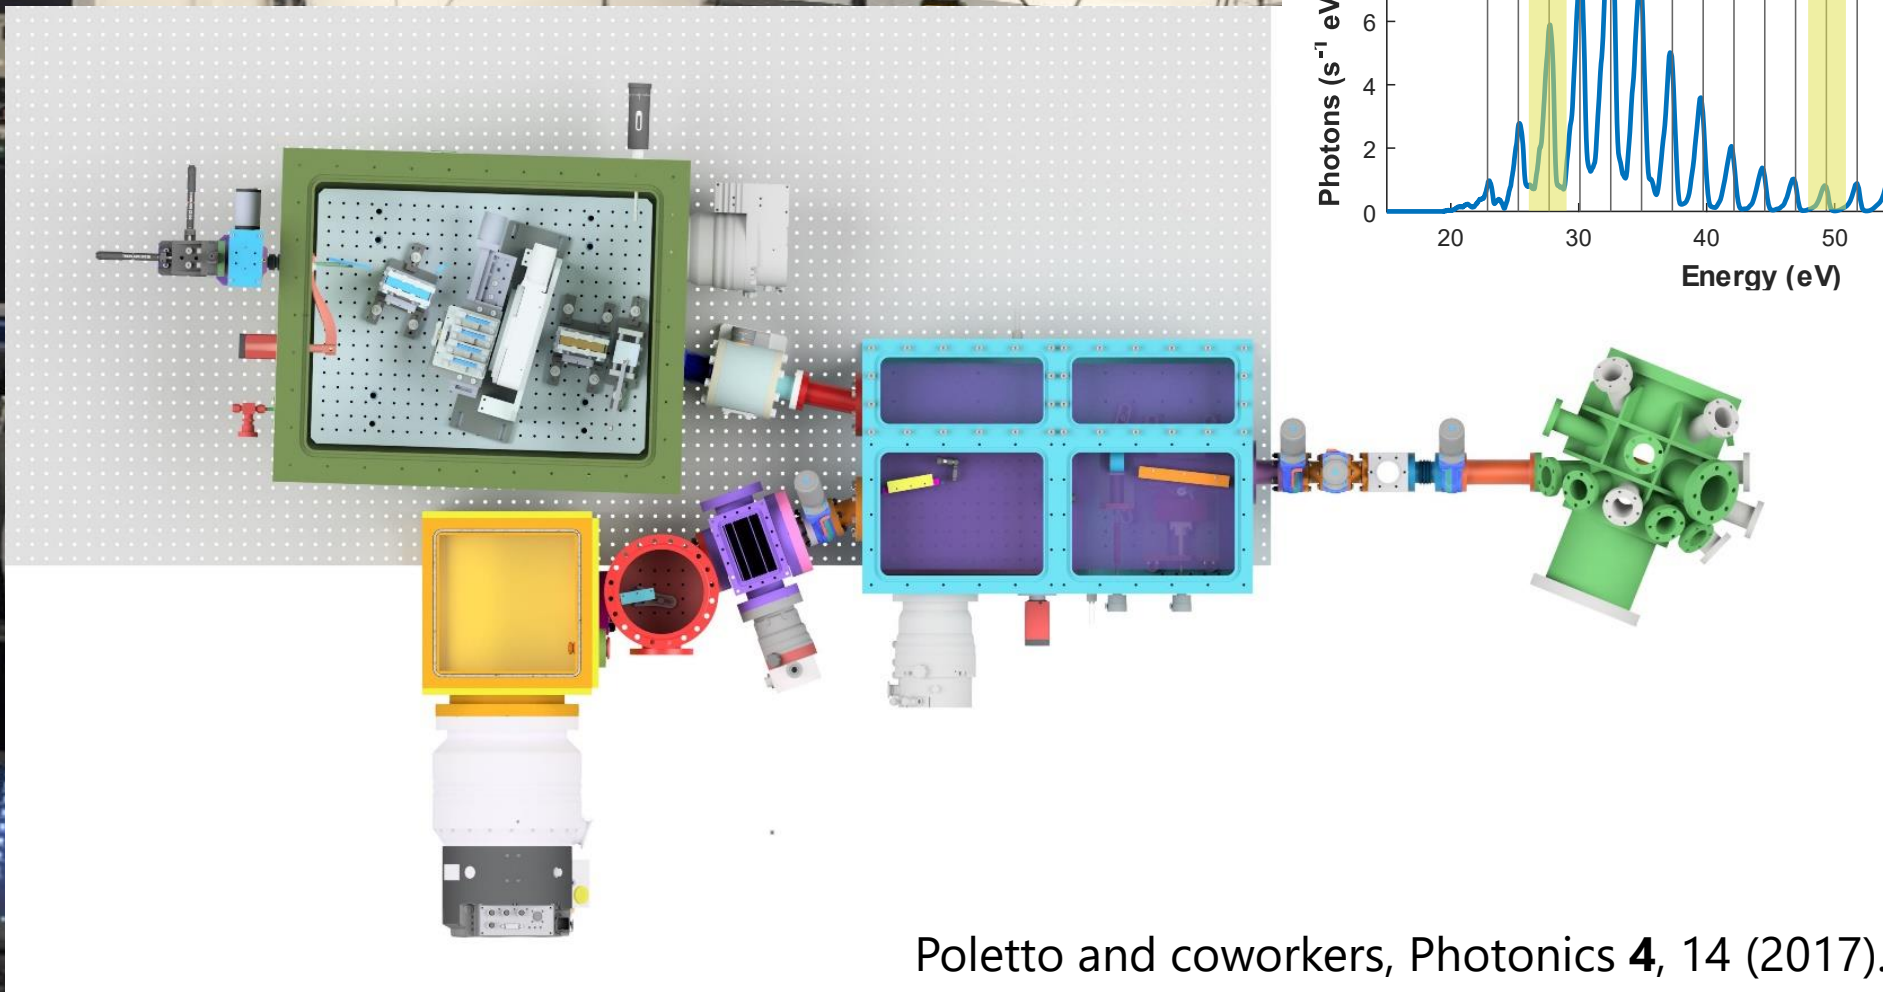 Photons (s⁻¹ eV
6
4
2
0
20 30 40 50
Energy (eV)
Poletto and coworkers, Photonics 4, 14 (2017).